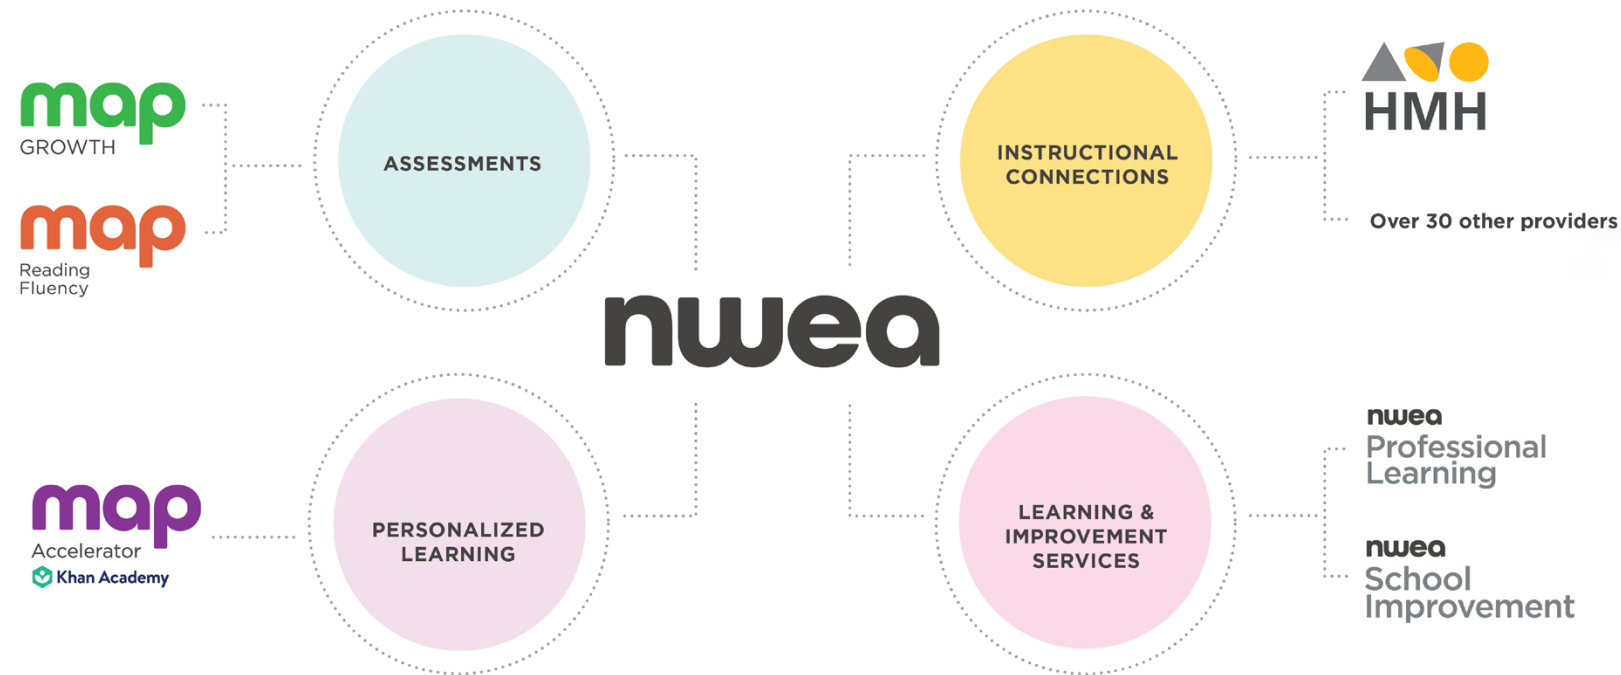 map
GROWTH
map
Reading
Fluency
ASSESSMENTS
INSTRUCTIONAL
CONNECTIONS
HMH
Over 30 other providers
nwea
map
Accelerator
Khan Academy
PERSONALIZED
LEARNING
LEARNING &
IMPROVEMENT
SERVICES
nwea
Professional
Learning
nwea
School
Improvement